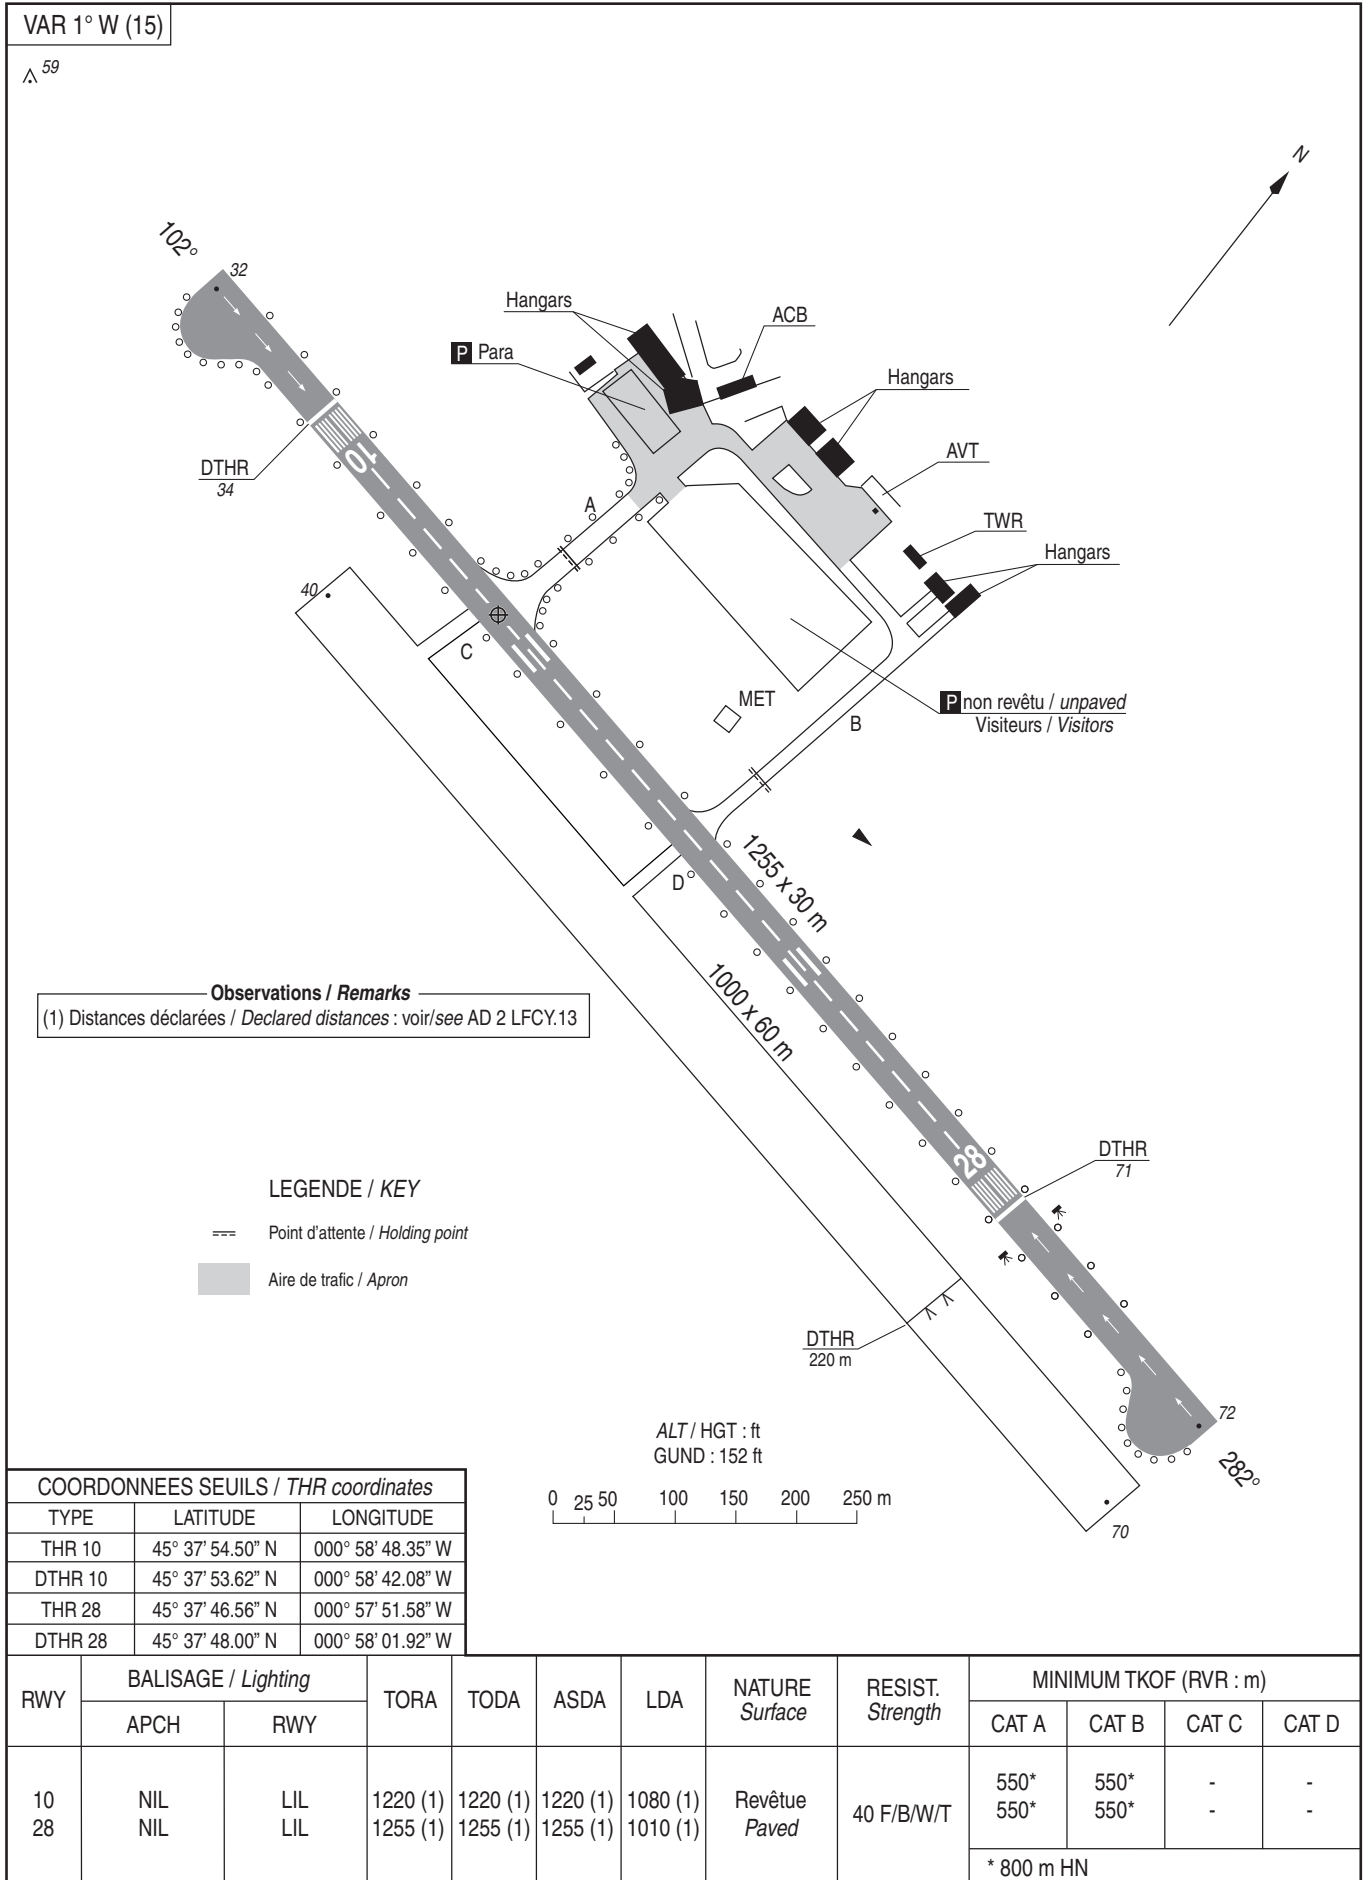 VAR 1° W (15)
59
N
102°
32
Hangars
ACB
P Para
Hangars
DTHR
34
10
AVT
A
TWR
Hangars
40
C
MET
P non revêtu / unpaved
Visiteurs / Visitors
B
D
1255 x 30 m
1000 x 60 m
Observations / Remarks
(1) Distances déclarées / Declared distances : voir/see AD 2 LFCY.13
28
DTHR
71
LEGENDE / KEY
Point d'attente / Holding point
Aire de trafic / Apron
DTHR
220 m
72
282°
70
ALT / HGT : ft
GUND : 152 ft
0 25 50 100 150 200 250 m
COORDONNEES SEUILS / THR coordinates
TYPE LATITUDE LONGITUDE
THR 10 45° 37' 54.50" N 000° 58' 48.35" W
DTHR 10 45° 37' 53.62" N 000° 58' 42.08" W
THR 28 45° 37' 46.56" N 000° 57' 51.58" W
DTHR 28 45° 37' 48.00" N 000° 58' 01.92" W
RWY BALISAGE / Lighting TORA TODA ASDA LDA NATURE RESIST. MINIMUM TKOF (RVR : m)
Surface Strength
APCH RWY CAT A CAT B CAT C CAT D
10 NIL LIL 1220 (1) 1220 (1) 1220 (1) 1080 (1) Revêtue 40 F/B/W/T 550* 550* - -
28 NIL LIL 1255 (1) 1255 (1) 1255 (1) 1010 (1) Paved 550* 550* - -
* 800 m HN